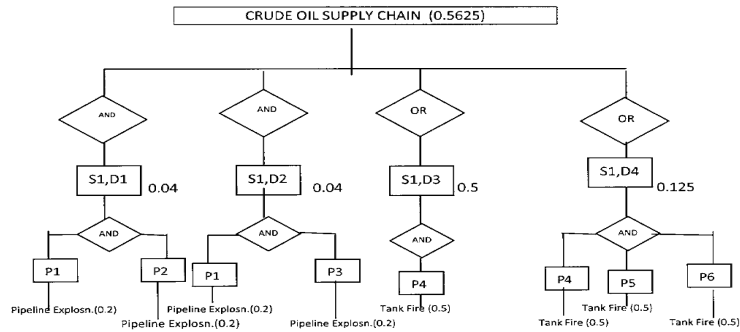 CRUDE OIL SUPPLY CHAIN (0.5625)
AND AND OR OR
S1,D1 0.04 S1,D2 0.04 S1,D3 0.5 S1,D4 0.125
AND AND AND AND
P1 P2 P1 P3 P4 P4 P5 P6
Pipeline Explosn.(0.2) Pipeline Explosn.(0.2) Tank Fire (0.5) Tank Fire (0.5)
Pipeline Explosn.(0.2) Pipeline Explosn.(0.2) Tank Fire (0.5) Tank Fire (0.5)